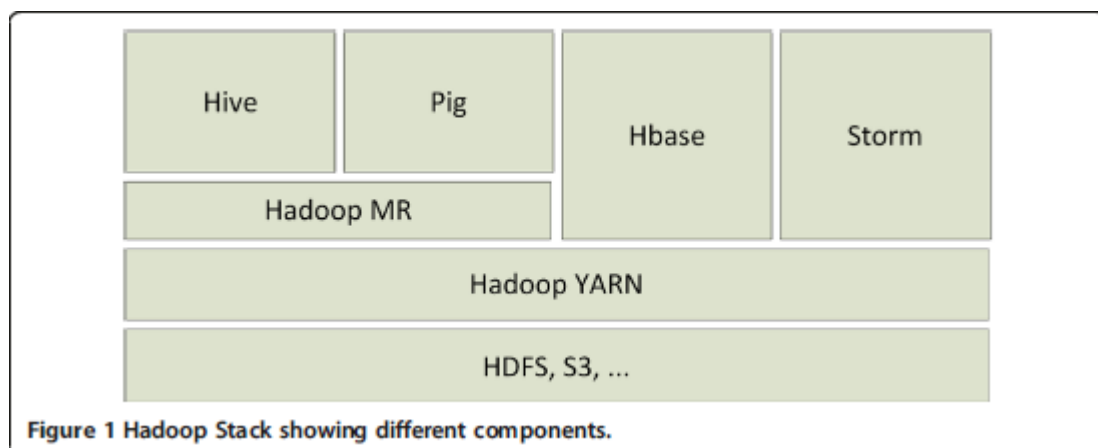 Hive
Pig
Hbase
Storm
Hadoop MR
Hadoop YARN
HDFS, S3, ...
Figure 1 Hadoop Stack showing different components.